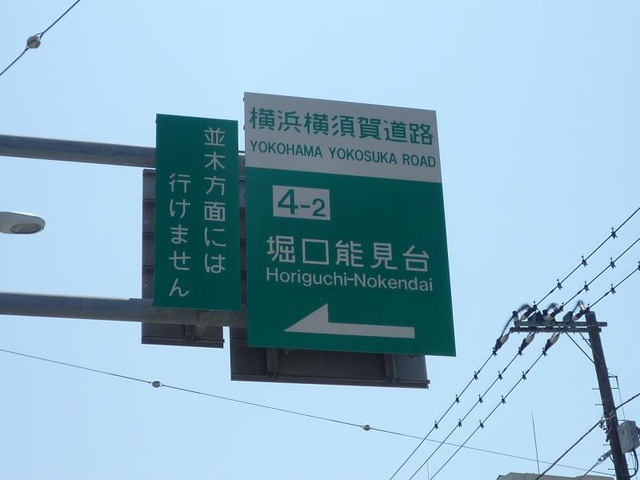 並木方面には
行けません
横浜横須賀道路
YOKOHAMA YOKOSUKA ROAD
4-2
堀口能見台
Horiguchi-Nokendai